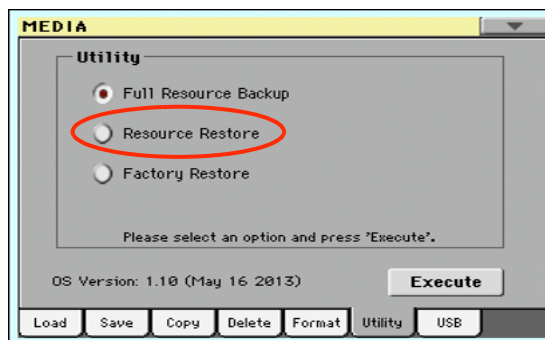 MEDIA
Utility
Full Resource Backup
Resource Restore
Factory Restore
Please select an option and press 'Execute'.
OS Version: 1.10 (May 16 2013)
Execute
Load Save Copy Delete Format Utility USB